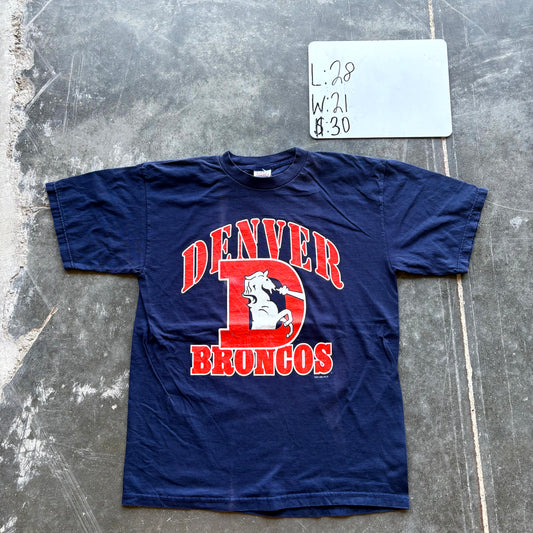 L:28
W:21
$:30
DENVER
D
BRONCOS